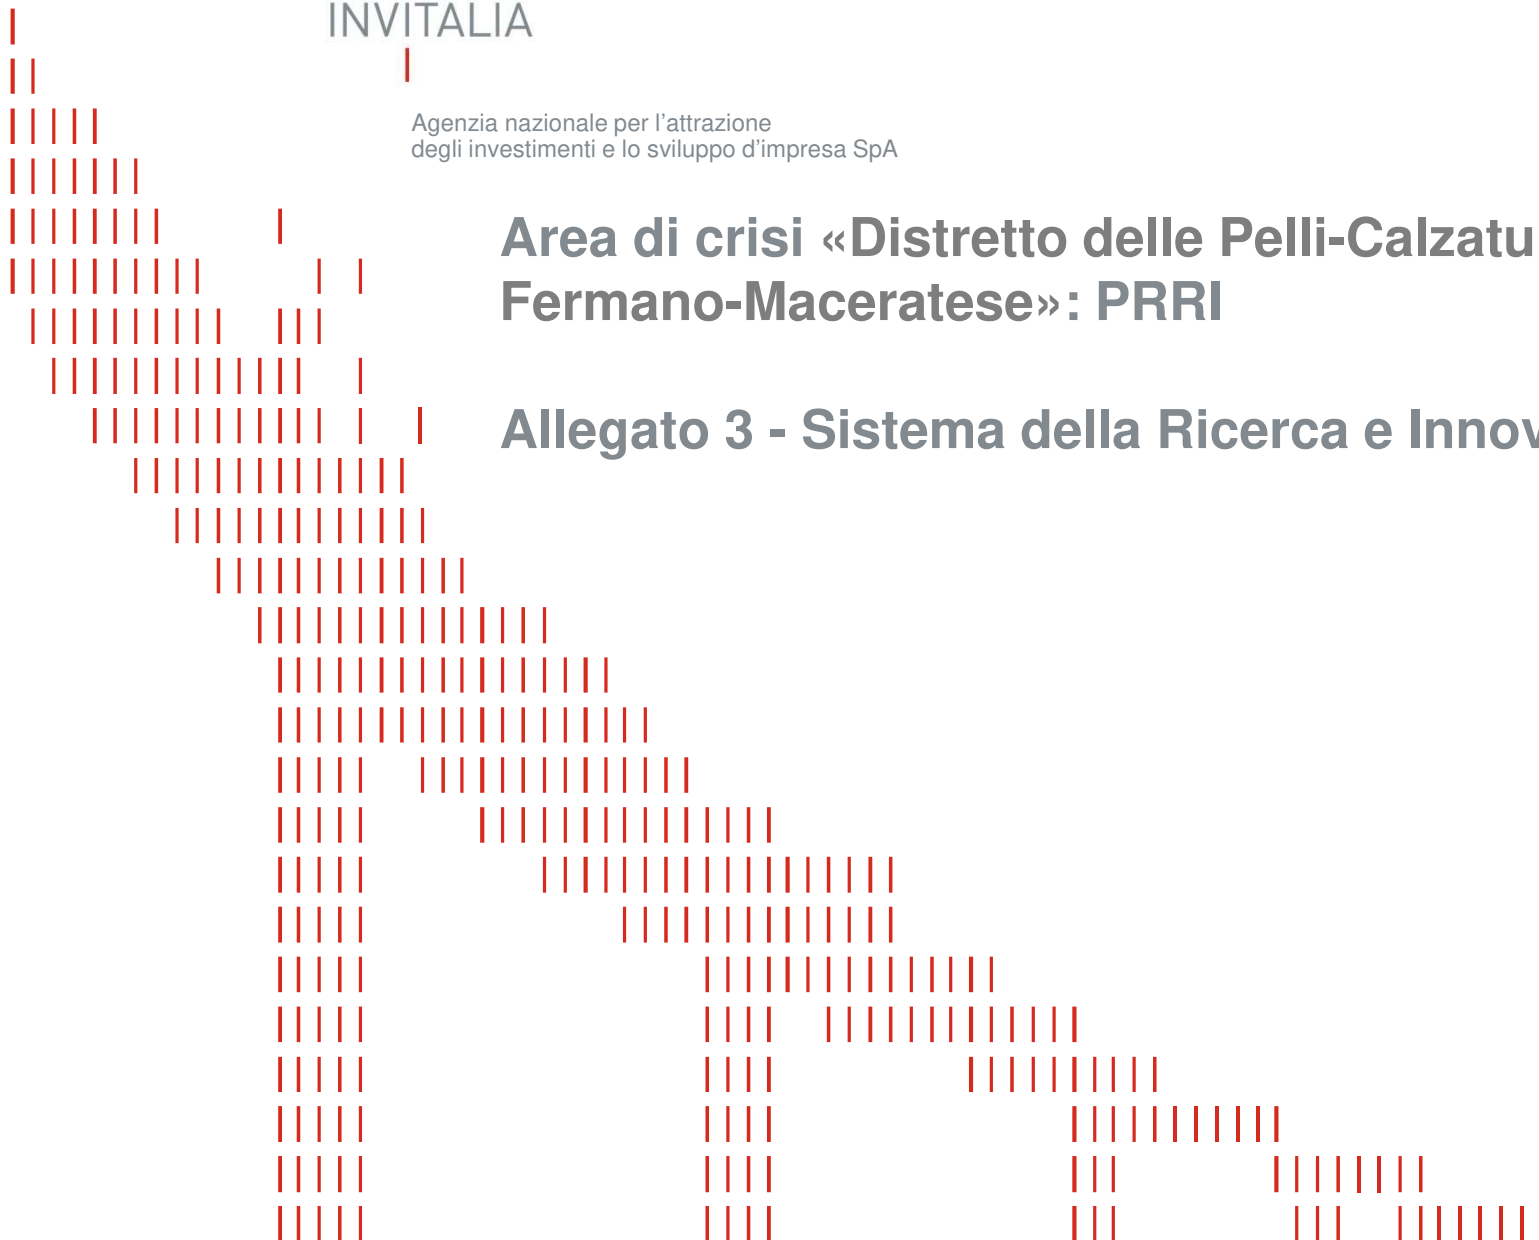 INVITALIA
Agenzia nazionale per l'attrazione
degli investimenti e lo sviluppo d'impresa SpA
Area di crisi «Distretto delle Pelli-Calzatu
Fermano-Maceratese»: PRRI
Allegato 3 - Sistema della Ricerca e Innov